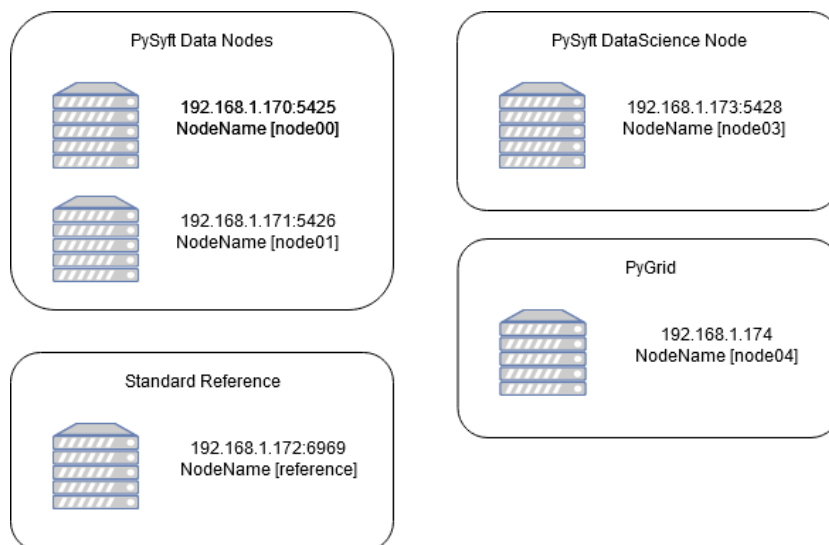 PySyft Data Nodes
192.168.1.170:5425
NodeName [node00]
192.168.1.171:5426
NodeName [node01]
PySyft DataScience Node
192.168.1.173:5428
NodeName [node03]
PyGrid
192.168.1.174
NodeName [node04]
Standard Reference
192.168.1.172:6969
NodeName [reference]